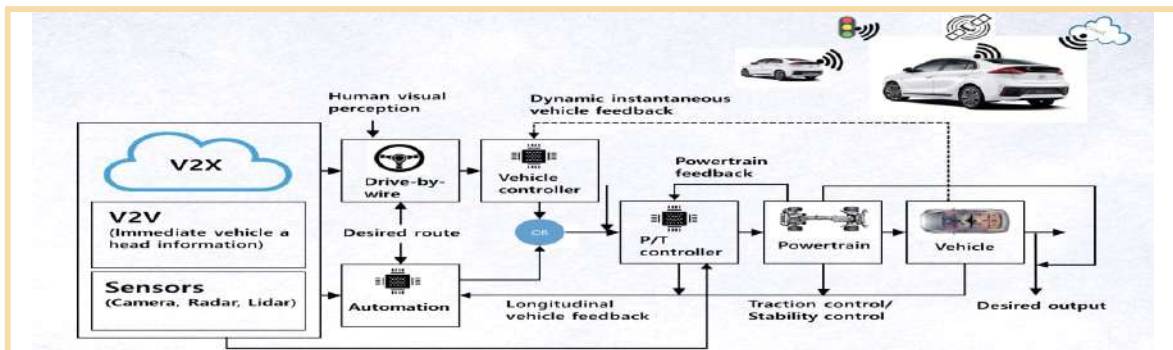 Human visual
perception
Dynamic instantaneous
vehicle feedback
V2X
V2V
(Immediate vehicle a
head information)
Sensors
(Camera, Radar, Lidar)
Drive-by-
wire
Desired route
Automation
Vehicle
controller
OR
Powertrain
feedback
P/T
controller
Powertrain
Vehicle
Longitudinal
vehicle feedback
Traction control/
Stability control
Desired output